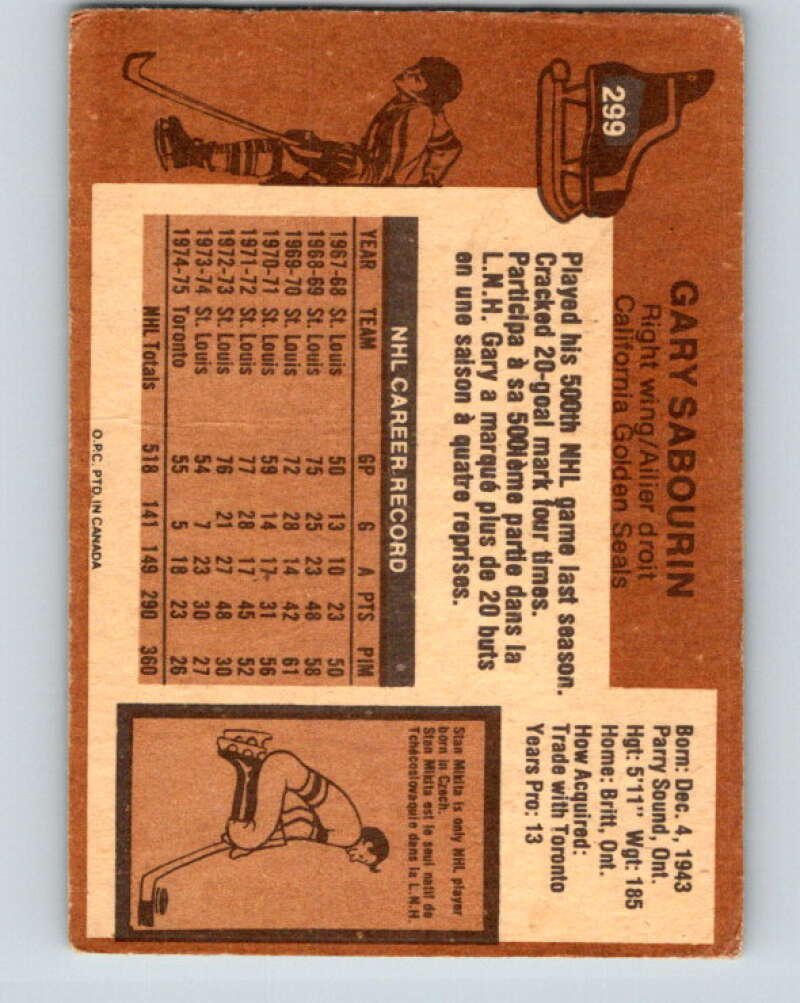 299
GARY SABOURIN
Right wing/Ailier droit
California Golden Seals
Born: Dec. 4, 1943
Parry Sound, Ont.
Hgt: 5'11" Wgt: 185
Home: Britt, Ont.
How Acquired:
Trade with Toronto
Years Pro: 13
Played his 500th NHL game last season.
Cracked 20-goal mark four times.
Participa à sa 500ième partie dans la
L.N.H. Gary a marqué plus de 20 buts
en une saison à quatre reprises.
NHL CAREER RECORD
YEAR TEAM GP G A PTS PIM
1967-68 St. Louis 50 13 10 23 50
1968-69 St. Louis 75 25 23 48 58
1969-70 St. Louis 72 28 14 42 61
1970-71 St. Louis 59 14 17 31 56
1971-72 St. Louis 77 28 17 45 52
1972-73 St. Louis 76 21 27 48 30
1973-74 St. Louis 54 7 23 30 27
1974-75 Toronto 55 5 18 23 26
NHL Totals 518 141 149 290 360
Stan Mikita is only NHL player
born in Czech.
Stan Mikita est le seul natif de
Tchécoslovaquie dans la L.N.H.
O.P.C. PTD. IN CANADA